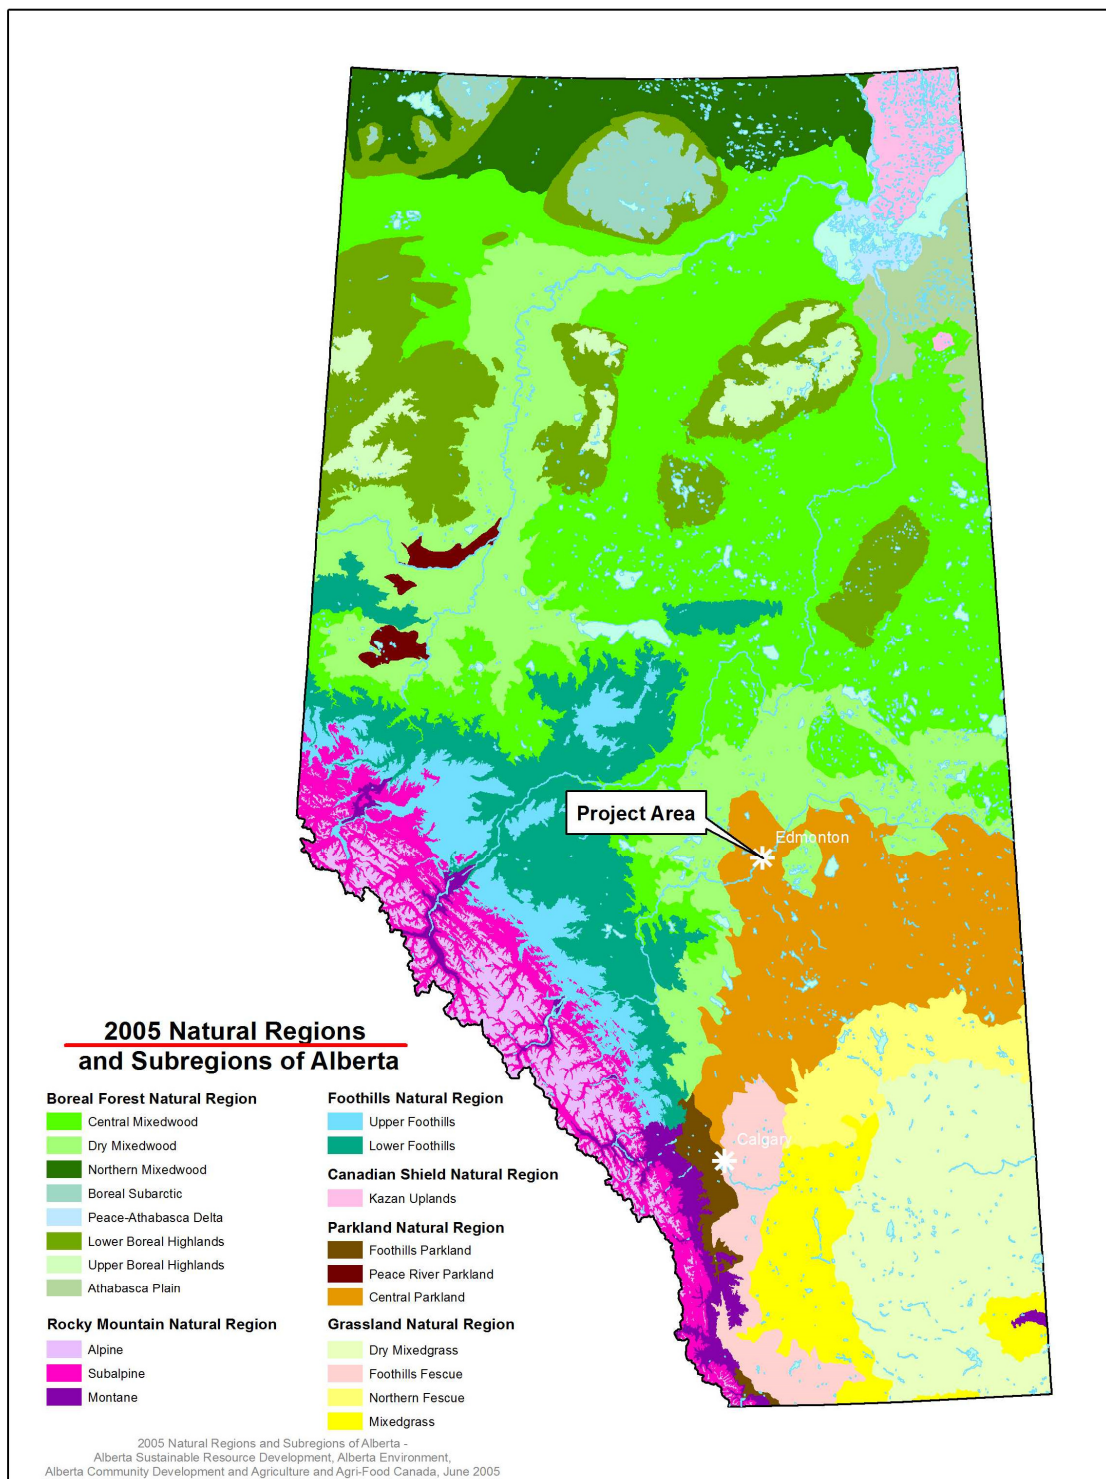 Project Area
Edmonton
Calgary
2005 Natural Regions
and Subregions of Alberta
Boreal Forest Natural Region
Central Mixedwood
Dry Mixedwood
Northern Mixedwood
Boreal Subarctic
Peace-Athabasca Delta
Lower Boreal Highlands
Upper Boreal Highlands
Athabasca Plain
Rocky Mountain Natural Region
Alpine
Subalpine
Montane
Foothills Natural Region
Upper Foothills
Lower Foothills
Canadian Shield Natural Region
Kazan Uplands
Parkland Natural Region
Foothills Parkland
Peace River Parkland
Central Parkland
Grassland Natural Region
Dry Mixedgrass
Foothills Fescue
Northern Fescue
Mixedgrass
2005 Natural Regions and Subregions of Alberta -
Alberta Sustainable Resource Development, Alberta Environment,
Alberta Community Development and Agriculture and Agri-Food Canada, June 2005